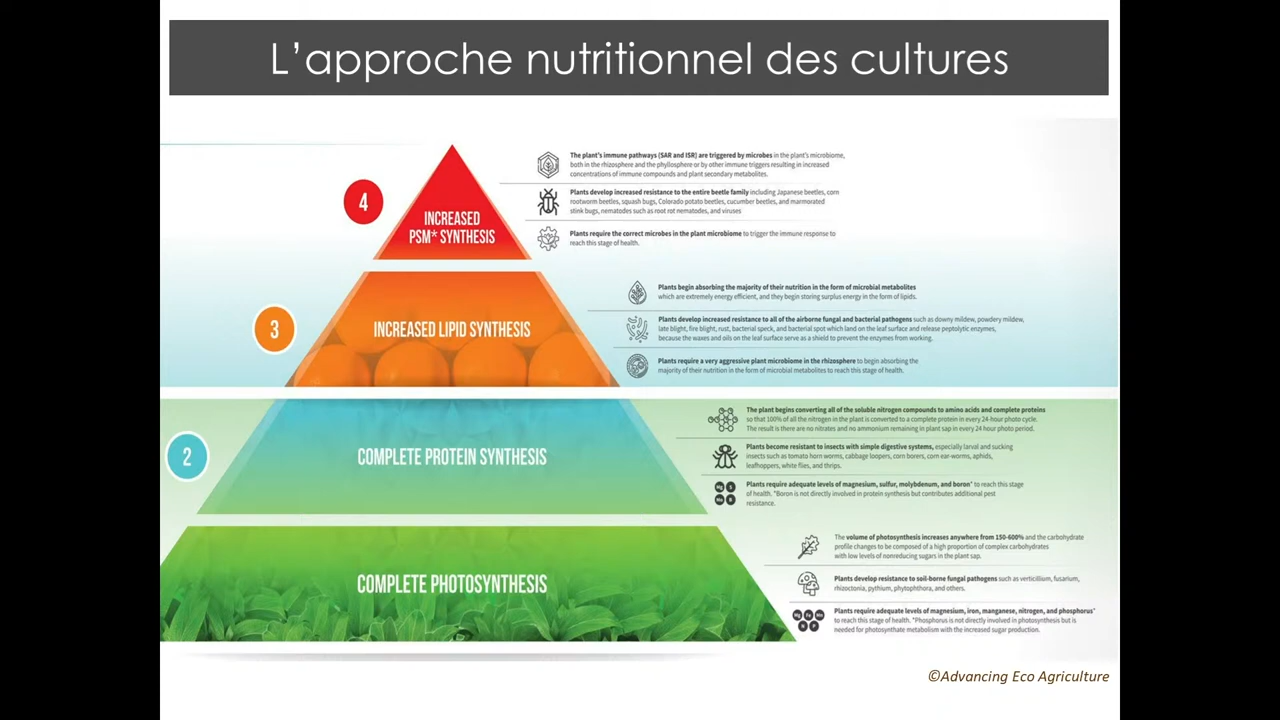 L'approche nutritionnel des cultures
4
INCREASED
PSM* SYNTHESIS
The plant's immune pathways (SAR and ISR) are triggered by microbes in the plant's microbiome,
both in the rhizosphere and the phyllosphere or by other immune triggers resulting in increased
concentrations of immune compounds and plant secondary metabolites.
Plants develop increased resistance to the entire beetle family including Japanese beetles, corn
rootworm beetles, squash bugs, Colorado potato beetles, cucumber beetles, and marmorated
stink bugs, nematodes such as root rot nematodes, and viruses
Plants require the correct microbes in the plant microbiome to trigger the immune response to
reach this stage of health.
3
INCREASED LIPID SYNTHESIS
Plants begin absorbing the majority of their nutrition in the form of microbial metabolites
which are extremely energy efficient, and they begin storing surplus energy in the form of lipids.
Plants develop increased resistance to all of the airborne fungal and bacterial pathogens such as downy mildew, powdery mildew,
late blight, fire blight, rust, bacterial speck, and bacterial spot which land on the leaf surface and release peptolytic enzymes,
because the waxes and oils on the leaf surface serve as a shield to prevent the enzymes from working.
Plants require a very aggressive plant microbiome in the rhizosphere to begin absorbing the
majority of their nutrition in the form of microbial metabolites to reach this stage of health.
2
COMPLETE PROTEIN SYNTHESIS
The plant begins converting all of the soluble nitrogen compounds to amino acids and complete proteins
so that 100% of all the nitrogen in the plant is converted to a complete protein in every 24-hour photo cycle.
The result is there are no nitrates and no ammonium remaining in plant sap in every 24 hour photo period.
Plants become resistant to insects with simple digestive systems, especially larval and sucking
insects such as tomato horn worms, cabbage loopers, corn borers, corn ear-worms, aphids,
leafhoppers, white flies, and thrips.
Mg S
Mo B
Plants require adequate levels of magnesium, sulfur, molybdenum, and boron* to reach this stage
of health. *Boron is not directly involved in protein synthesis but contributes additional pest
resistance.
COMPLETE PHOTOSYNTHESIS
The volume of photosynthesis increases anywhere from 150-600% and the carbohydrate
profile changes to be composed of a high proportion of complex carbohydrates
with low levels of nonreducing sugars in the plant sap.
Plants develop resistance to soil-borne fungal pathogens such as verticillium, fusarium,
rhizoctonia, pythium, phytophthora, and others.
Mg Fe Mn
N P
Plants require adequate levels of magnesium, iron, manganese, nitrogen, and phosphorus*
to reach this stage of health. *Phosphorus is not directly involved in photosynthesis but is
needed for photosynthate metabolism with the increased sugar production.
©Advancing Eco Agriculture